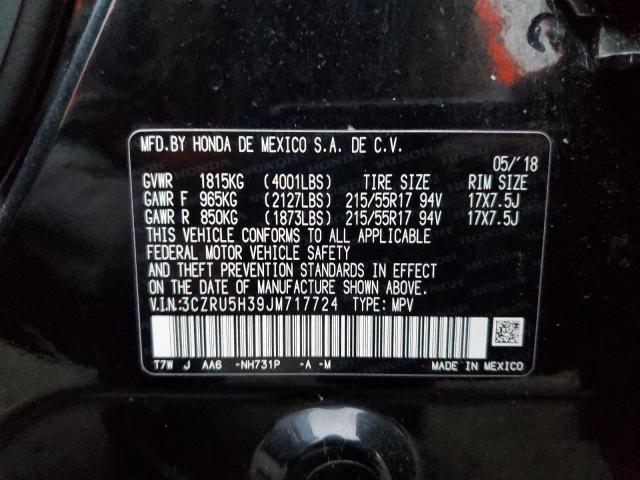 MFD.BY HONDA DE MEXICO S.A. DE C.V.
05/'18
GVWR 1815KG (4001LBS) TIRE SIZE RIM SIZE
GAWR F 965KG (2127LBS) 215/55R17 94V 17X7.5J
GAWR R 850KG (1873LBS) 215/55R17 94V 17X7.5J
THIS VEHICLE CONFORMS TO ALL APPLICABLE
FEDERAL MOTOR VEHICLE SAFETY
AND THEFT PREVENTION STANDARDS IN EFFECT
ON THE DATE OF MANUFACTURE SHOWN ABOVE.
V.I.N.:3CZRU5H39JM717724 TYPE: MPV
T7W J AA6 -NH731P -A -M MADE IN MEXICO